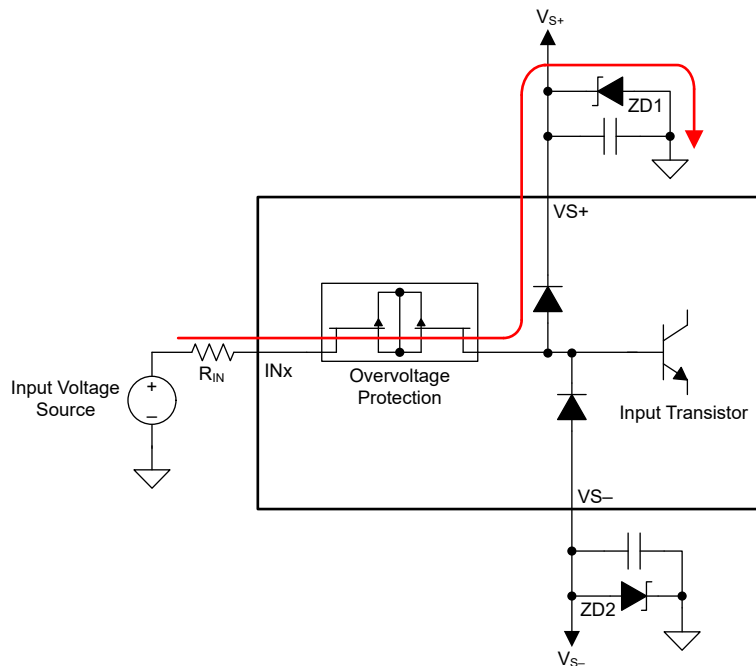 VS+
ZD1
VS+
RIN
INx
Input Voltage
Source
+
–
Overvoltage
Protection
Input Transistor
VS–
ZD2
VS–